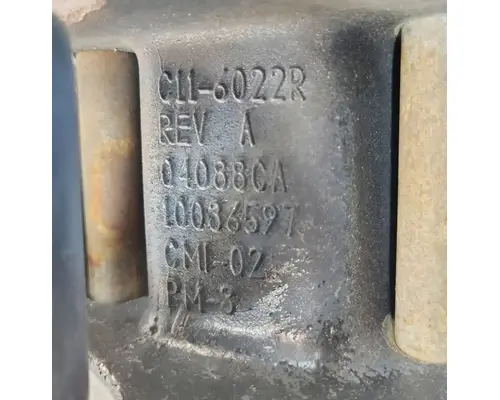 C11-6022R
REV A
04088CA
10086597
CMI-02
PM-3